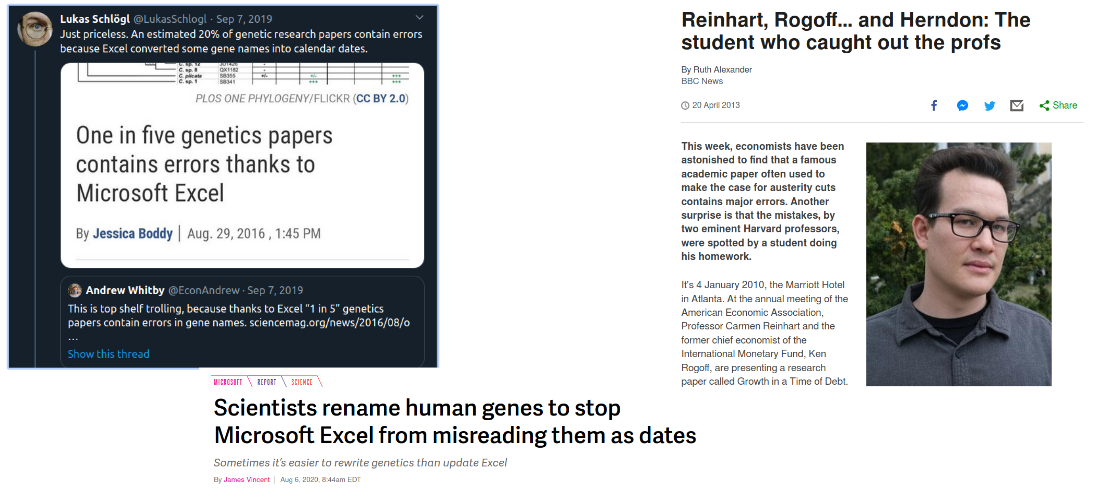 Lukas Schlögl @LukasSchlogl · Sep 7, 2019
Just priceless. An estimated 20% of genetic research papers contain errors
because Excel converted some gene names into calendar dates.
C. sp. 8 QX1182 -
C. plicata SB355 +/- +/- +++
C. sp. 1 SB341 +++ +++
PLOS ONE PHYLOGENY/FLICKR (CC BY 2.0)
One in five genetics papers
contains errors thanks to
Microsoft Excel
By Jessica Boddy | Aug. 29, 2016 , 1:45 PM
Andrew Whitby @EconAndrew · Sep 7, 2019
This is top shelf trolling, because thanks to Excel "1 in 5" genetics
papers contain errors in gene names. sciencemag.org/news/2016/08/o
...
Show this thread
Reinhart, Rogoff... and Herndon: The
student who caught out the profs
By Ruth Alexander
BBC News
20 April 2013
Share
This week, economists have been
astonished to find that a famous
academic paper often used to
make the case for austerity cuts
contains major errors. Another
surprise is that the mistakes, by
two eminent Harvard professors,
were spotted by a student doing
his homework.
It's 4 January 2010, the Marriott Hotel
in Atlanta. At the annual meeting of the
American Economic Association,
Professor Carmen Reinhart and the
former chief economist of the
International Monetary Fund, Ken
Rogoff, are presenting a research
paper called Growth in a Time of Debt.
MICROSOFT \ REPORT \ SCIENCE \
Scientists rename human genes to stop
Microsoft Excel from misreading them as dates
Sometimes it's easier to rewrite genetics than update Excel
By James Vincent | Aug 6, 2020, 8:44am EDT